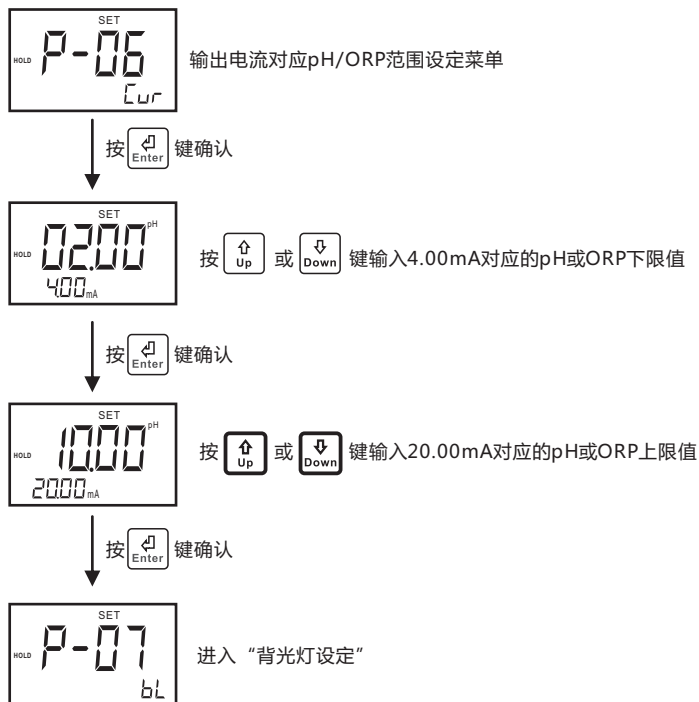 SET
HOLD P-06
Cur
输出电流对应pH/ORP范围设定菜单
按 Enter 键确认
SET
HOLD 02.00 pH
4.00 mA
按 Up 或 Down 键输入4.00mA对应的pH或ORP下限值
按 Enter 键确认
SET
HOLD 10.00 pH
20.00 mA
按 Up 或 Down 键输入20.00mA对应的pH或ORP上限值
按 Enter 键确认
SET
HOLD P-07
bL
进入“背光灯设定”